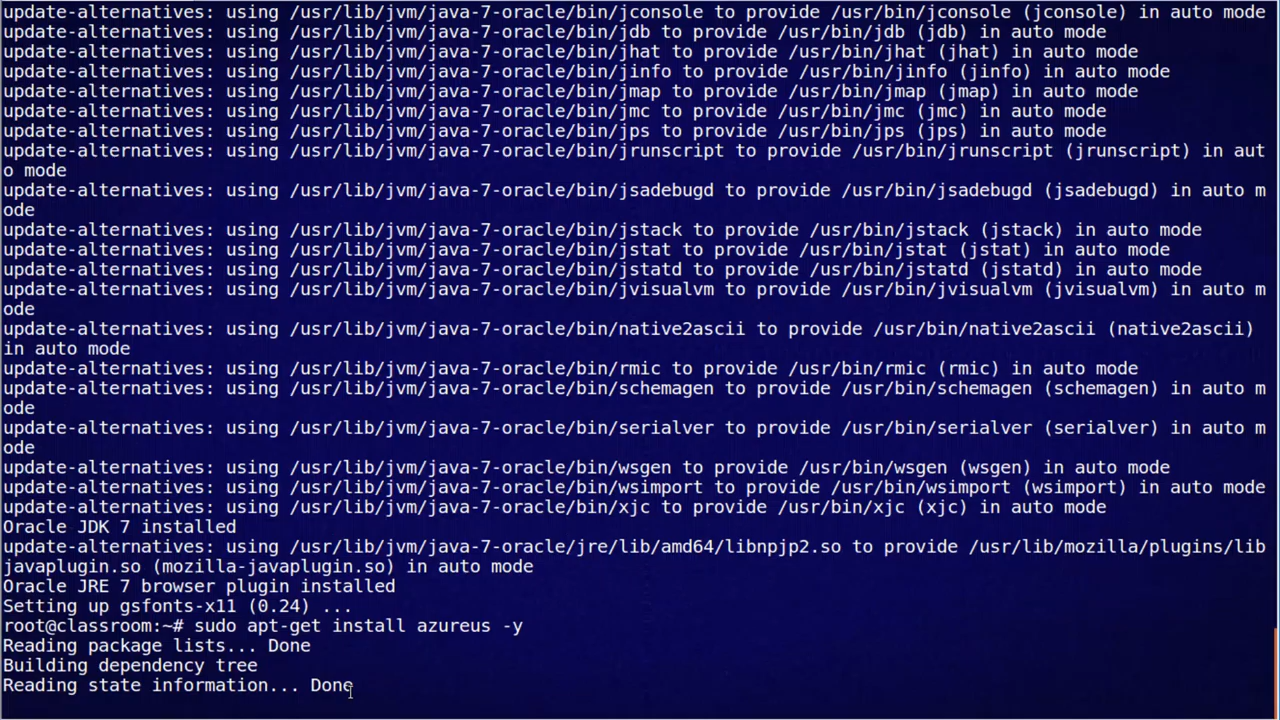 update-alternatives: using /usr/lib/jvm/java-7-oracle/bin/jconsole to provide /usr/bin/jconsole (jconsole) in auto mode
update-alternatives: using /usr/lib/jvm/java-7-oracle/bin/jdb to provide /usr/bin/jdb (jdb) in auto mode
update-alternatives: using /usr/lib/jvm/java-7-oracle/bin/jhat to provide /usr/bin/jhat (jhat) in auto mode
update-alternatives: using /usr/lib/jvm/java-7-oracle/bin/jinfo to provide /usr/bin/jinfo (jinfo) in auto mode
update-alternatives: using /usr/lib/jvm/java-7-oracle/bin/jmap to provide /usr/bin/jmap (jmap) in auto mode
update-alternatives: using /usr/lib/jvm/java-7-oracle/bin/jmc to provide /usr/bin/jmc (jmc) in auto mode
update-alternatives: using /usr/lib/jvm/java-7-oracle/bin/jps to provide /usr/bin/jps (jps) in auto mode
update-alternatives: using /usr/lib/jvm/java-7-oracle/bin/jrunscript to provide /usr/bin/jrunscript (jrunscript) in aut
o mode
update-alternatives: using /usr/lib/jvm/java-7-oracle/bin/jsadebugd to provide /usr/bin/jsadebugd (jsadebugd) in auto m
ode
update-alternatives: using /usr/lib/jvm/java-7-oracle/bin/jstack to provide /usr/bin/jstack (jstack) in auto mode
update-alternatives: using /usr/lib/jvm/java-7-oracle/bin/jstat to provide /usr/bin/jstat (jstat) in auto mode
update-alternatives: using /usr/lib/jvm/java-7-oracle/bin/jstatd to provide /usr/bin/jstatd (jstatd) in auto mode
update-alternatives: using /usr/lib/jvm/java-7-oracle/bin/jvisualvm to provide /usr/bin/jvisualvm (jvisualvm) in auto m
ode
update-alternatives: using /usr/lib/jvm/java-7-oracle/bin/native2ascii to provide /usr/bin/native2ascii (native2ascii)
in auto mode
update-alternatives: using /usr/lib/jvm/java-7-oracle/bin/rmic to provide /usr/bin/rmic (rmic) in auto mode
update-alternatives: using /usr/lib/jvm/java-7-oracle/bin/schemagen to provide /usr/bin/schemagen (schemagen) in auto m
ode
update-alternatives: using /usr/lib/jvm/java-7-oracle/bin/serialver to provide /usr/bin/serialver (serialver) in auto m
ode
update-alternatives: using /usr/lib/jvm/java-7-oracle/bin/wsgen to provide /usr/bin/wsgen (wsgen) in auto mode
update-alternatives: using /usr/lib/jvm/java-7-oracle/bin/wsimport to provide /usr/bin/wsimport (wsimport) in auto mode
update-alternatives: using /usr/lib/jvm/java-7-oracle/bin/xjc to provide /usr/bin/xjc (xjc) in auto mode
Oracle JDK 7 installed
update-alternatives: using /usr/lib/jvm/java-7-oracle/jre/lib/amd64/libnpjp2.so to provide /usr/lib/mozilla/plugins/lib
javaplugin.so (mozilla-javaplugin.so) in auto mode
Oracle JRE 7 browser plugin installed
Setting up gsfonts-x11 (0.24) ...
root@classroom:~# sudo apt-get install azureus -y
Reading package lists... Done
Building dependency tree
Reading state information... Done